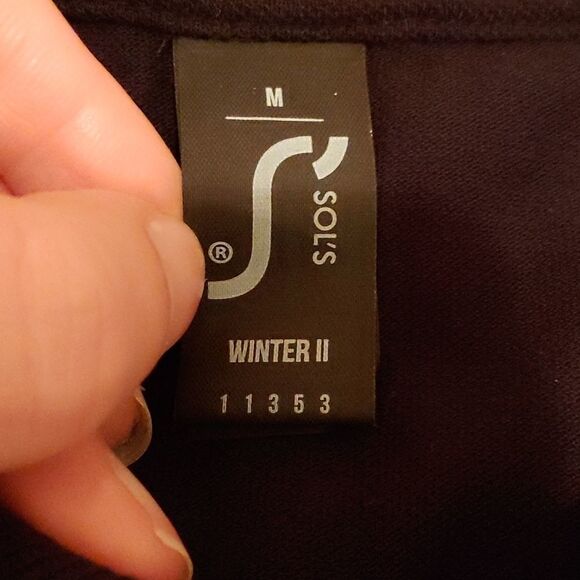 M
SOL'S
®
WINTER II
11353